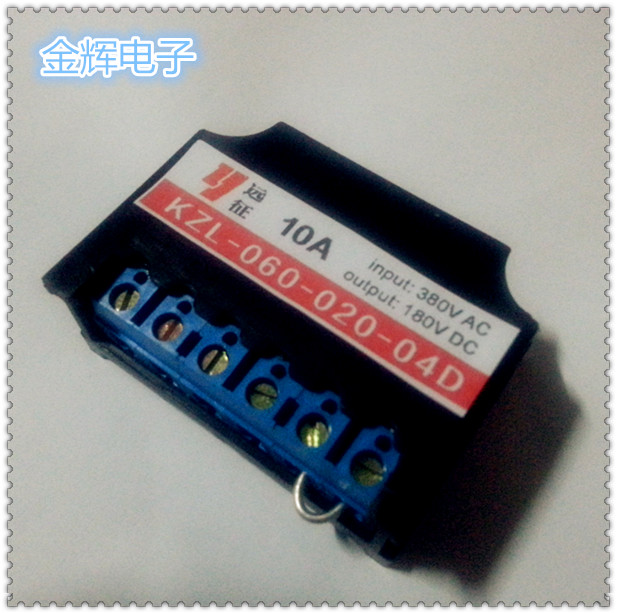 金辉电子
远
征
10A
input: 380V AC
output: 180V DC
KZL-060-020-04D